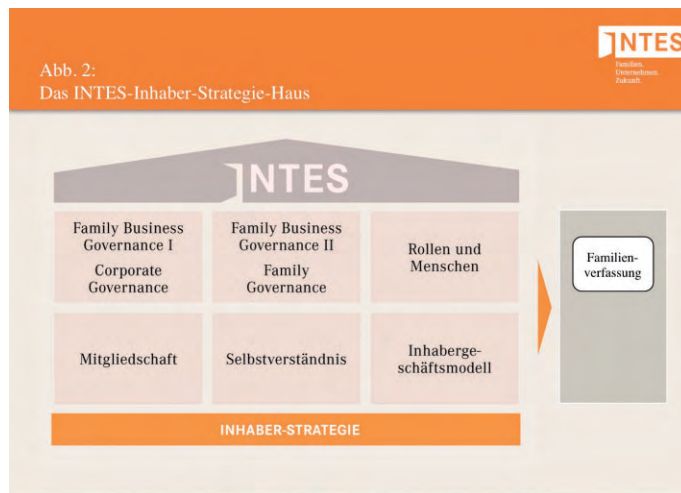 INTES
Familien.
Unternehmen.
Zukunft.
Abb. 2:
Das INTES-Inhaber-Strategie-Haus
INTES
Family Business
Governance I
Corporate
Governance
Family Business
Governance II
Family
Governance
Rollen und
Menschen
Familien-
verfassung
Mitgliedschaft
Selbstverständnis
Inhaberge-
schäftsmodell
INHABER-STRATEGIE